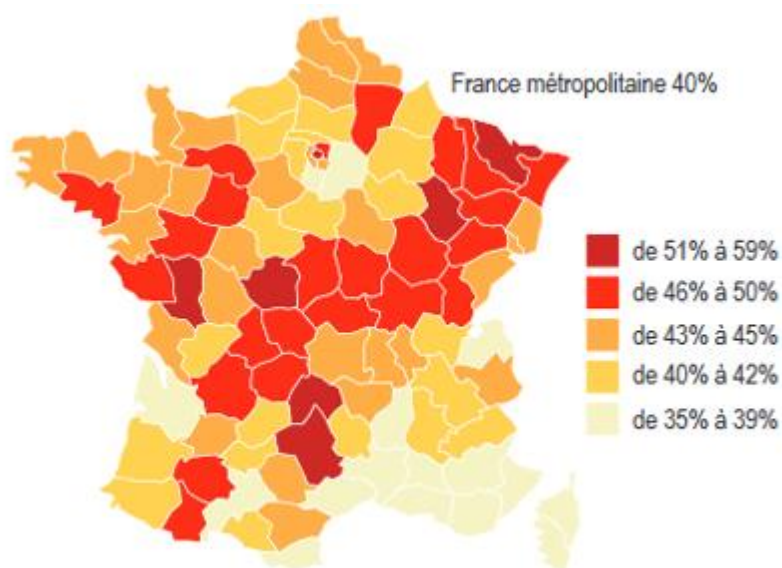 France métropolitaine 40%
de 51% à 59%
de 46% à 50%
de 43% à 45%
de 40% à 42%
de 35% à 39%